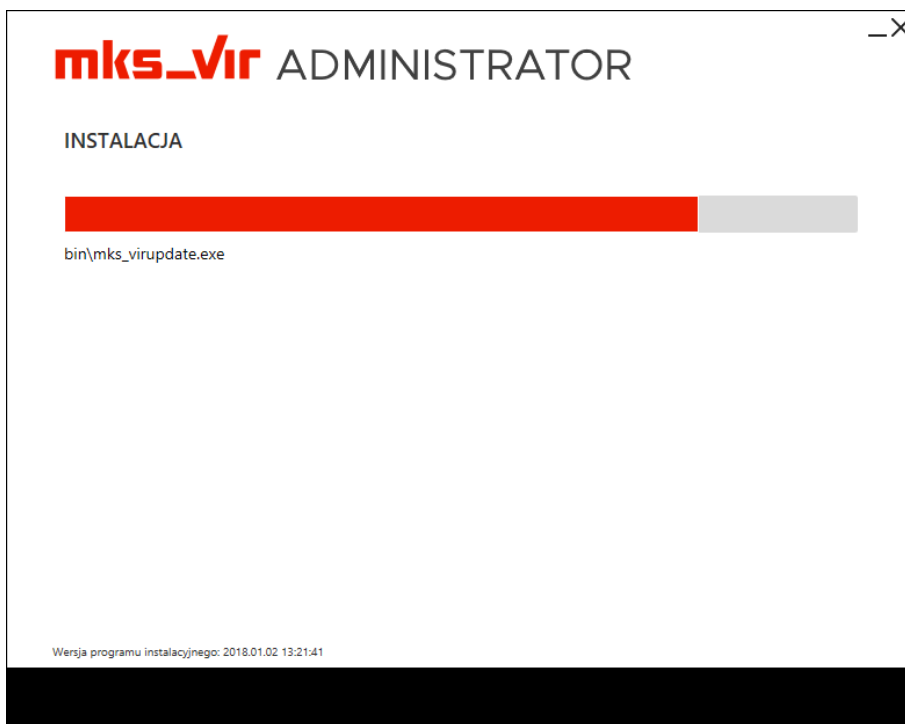 mks_vir ADMINISTRATOR
INSTALACJA
bin\mks_virupdate.exe
Wersja programu instalacyjnego: 2018.01.02 13:21:41